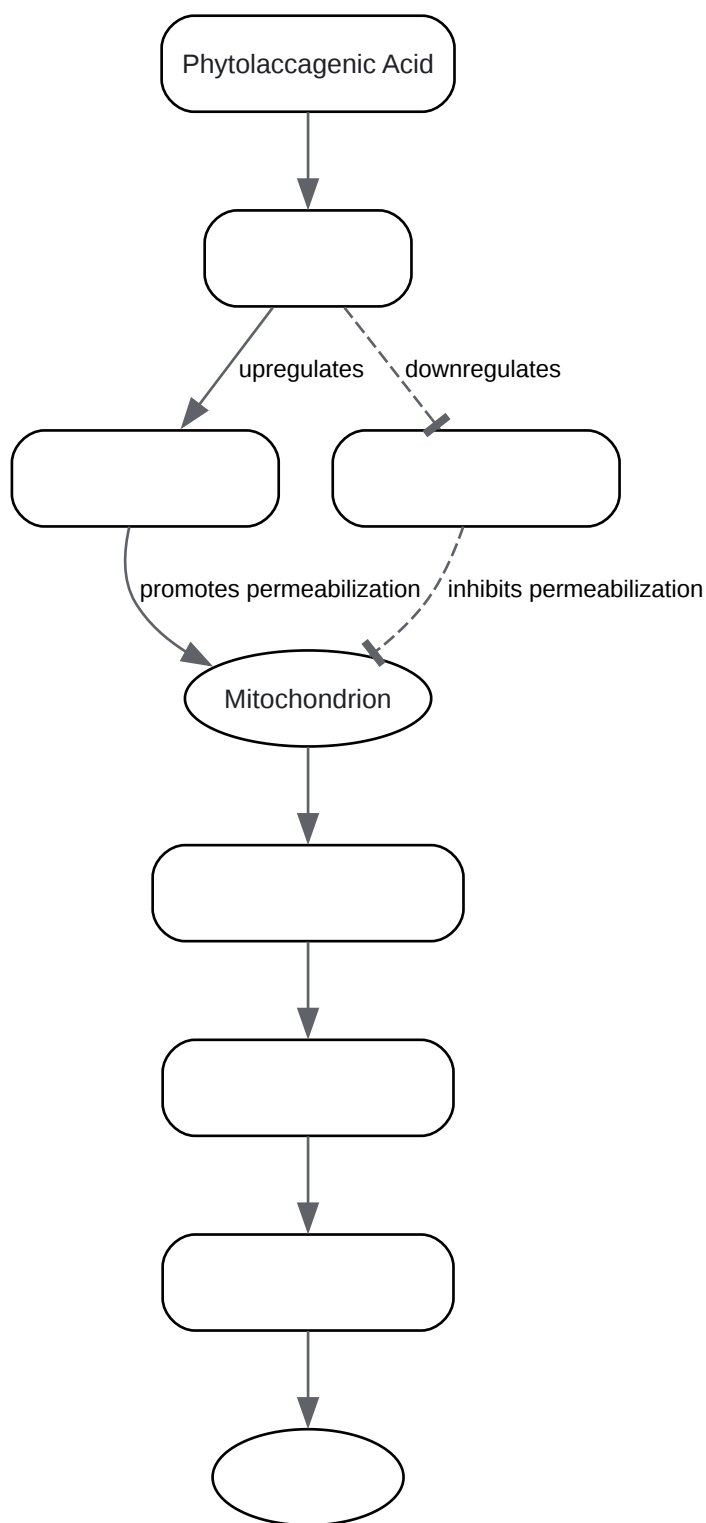 Phytolaccagenic Acid
upregulates
downregulates
promotes permeabilization
inhibits permeabilization
Mitochondrion